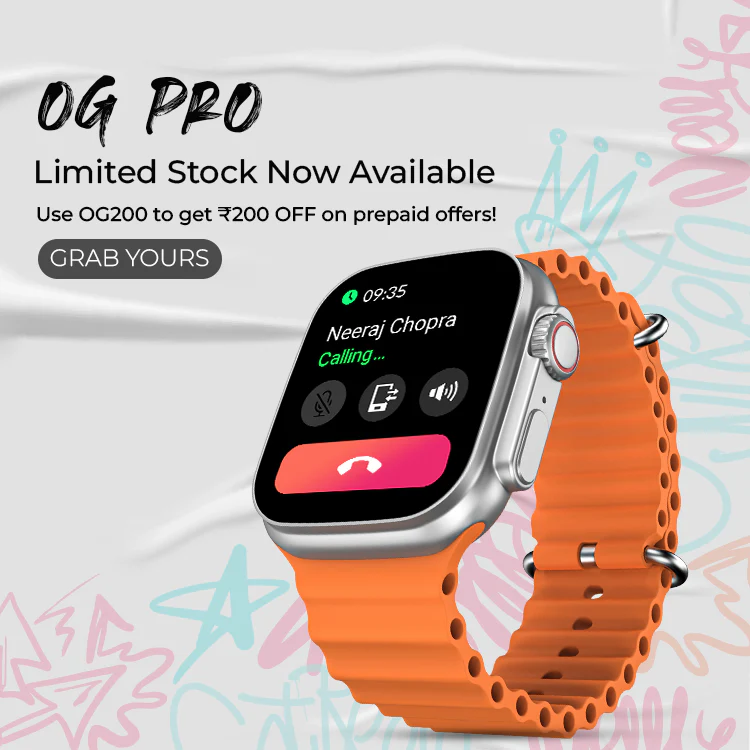 OG PRO
Limited Stock Now Available
Use OG200 to get ₹200 OFF on prepaid offers!
GRAB YOURS
09:35
Neeraj Chopra
Calling...